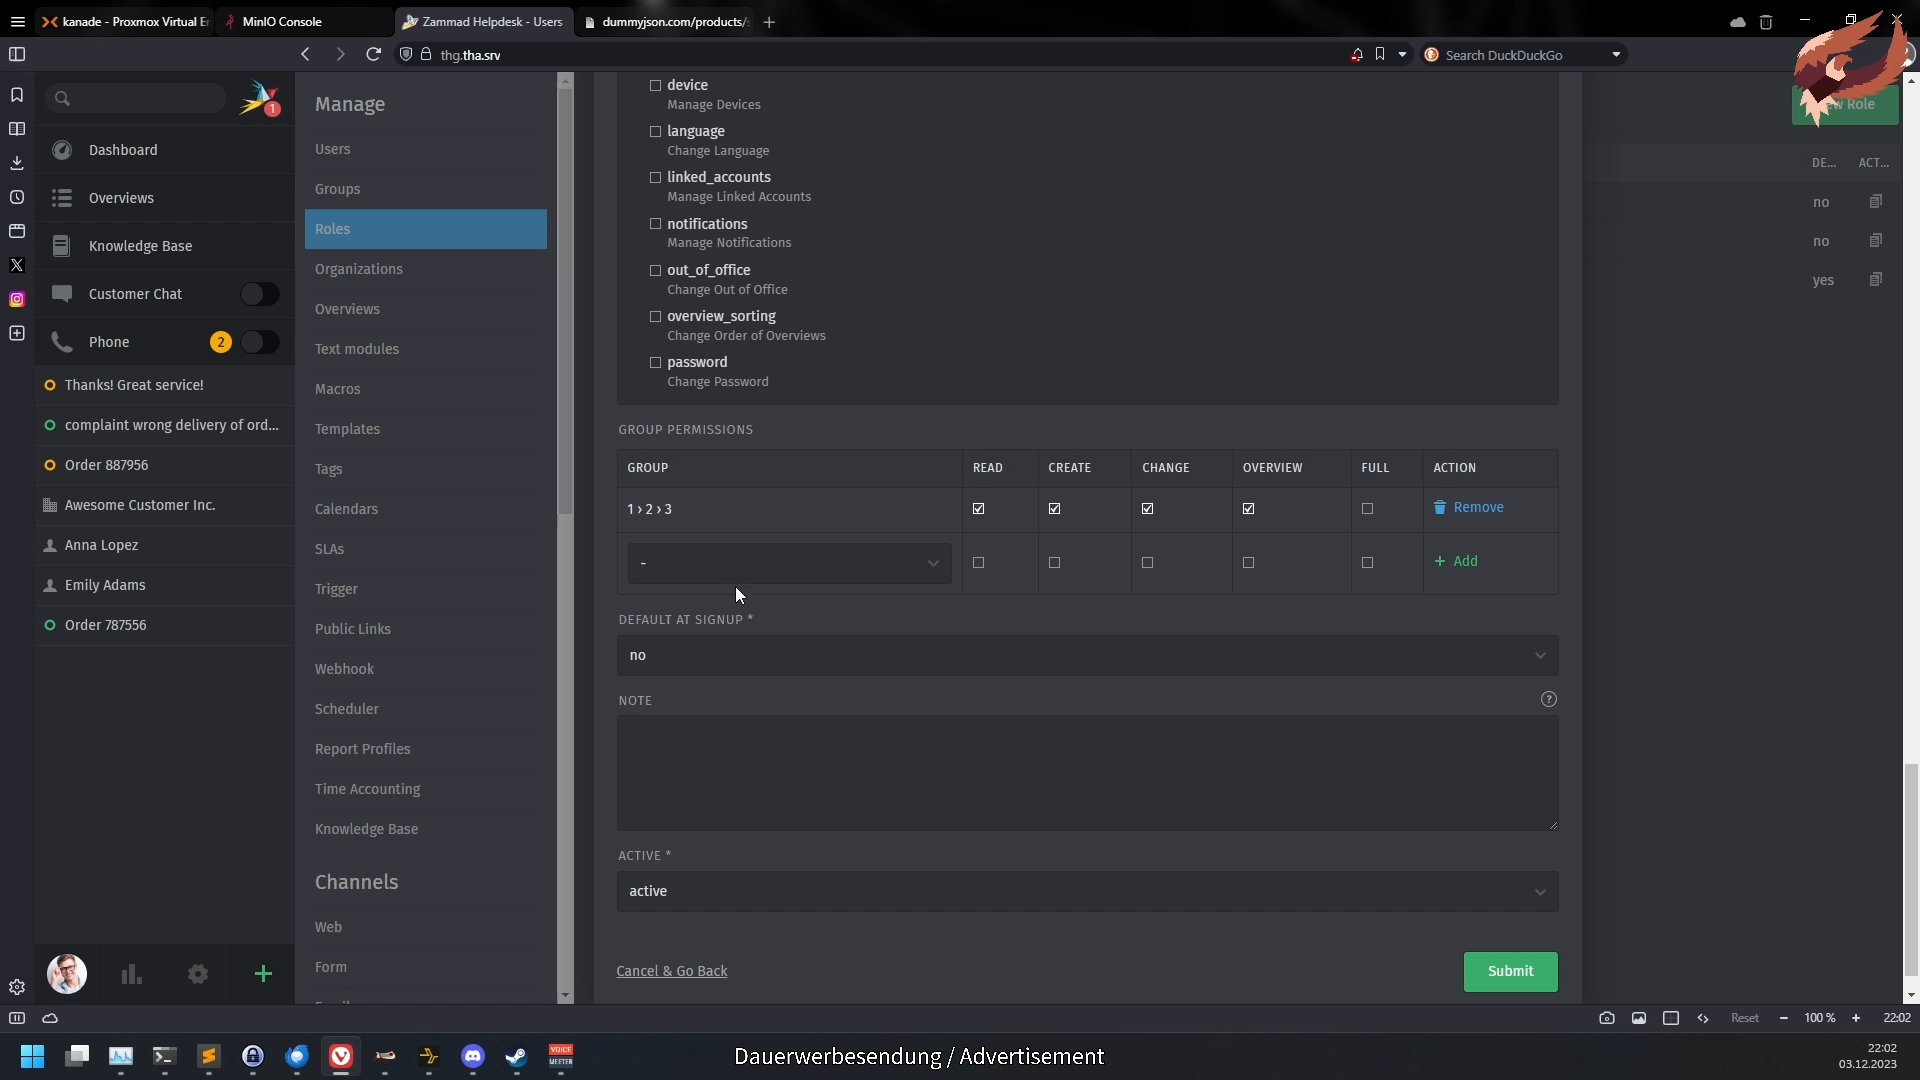 kanade - Proxmox Virtual Er
MinIO Console
Zammad Helpdesk - Users
dummyjson.com/products/
thg.tha.srv
Search DuckDuckGo
1
Dashboard
Overviews
Knowledge Base
Customer Chat
Phone
2
Thanks! Great service!
complaint wrong delivery of ord...
Order 887956
Awesome Customer Inc.
Anna Lopez
Emily Adams
Order 787556
Manage
Users
Groups
Roles
Organizations
Overviews
Text modules
Macros
Templates
Tags
Calendars
SLAs
Trigger
Public Links
Webhook
Scheduler
Report Profiles
Time Accounting
Knowledge Base
Channels
Web
Form
device
Manage Devices
language
Change Language
linked_accounts
Manage Linked Accounts
notifications
Manage Notifications
out_of_office
Change Out of Office
overview_sorting
Change Order of Overviews
password
Change Password
GROUP PERMISSIONS
GROUP READ CREATE CHANGE OVERVIEW FULL ACTION
1 › 2 › 3 Remove
- + Add
DEFAULT AT SIGNUP *
no
NOTE
?
ACTIVE *
active
Cancel & Go Back
Submit
Role
DE... ACT...
no
no
yes
Reset
100 %
22:02
VOICE
MEETER
Dauerwerbesendung / Advertisement
22:02
03.12.2023